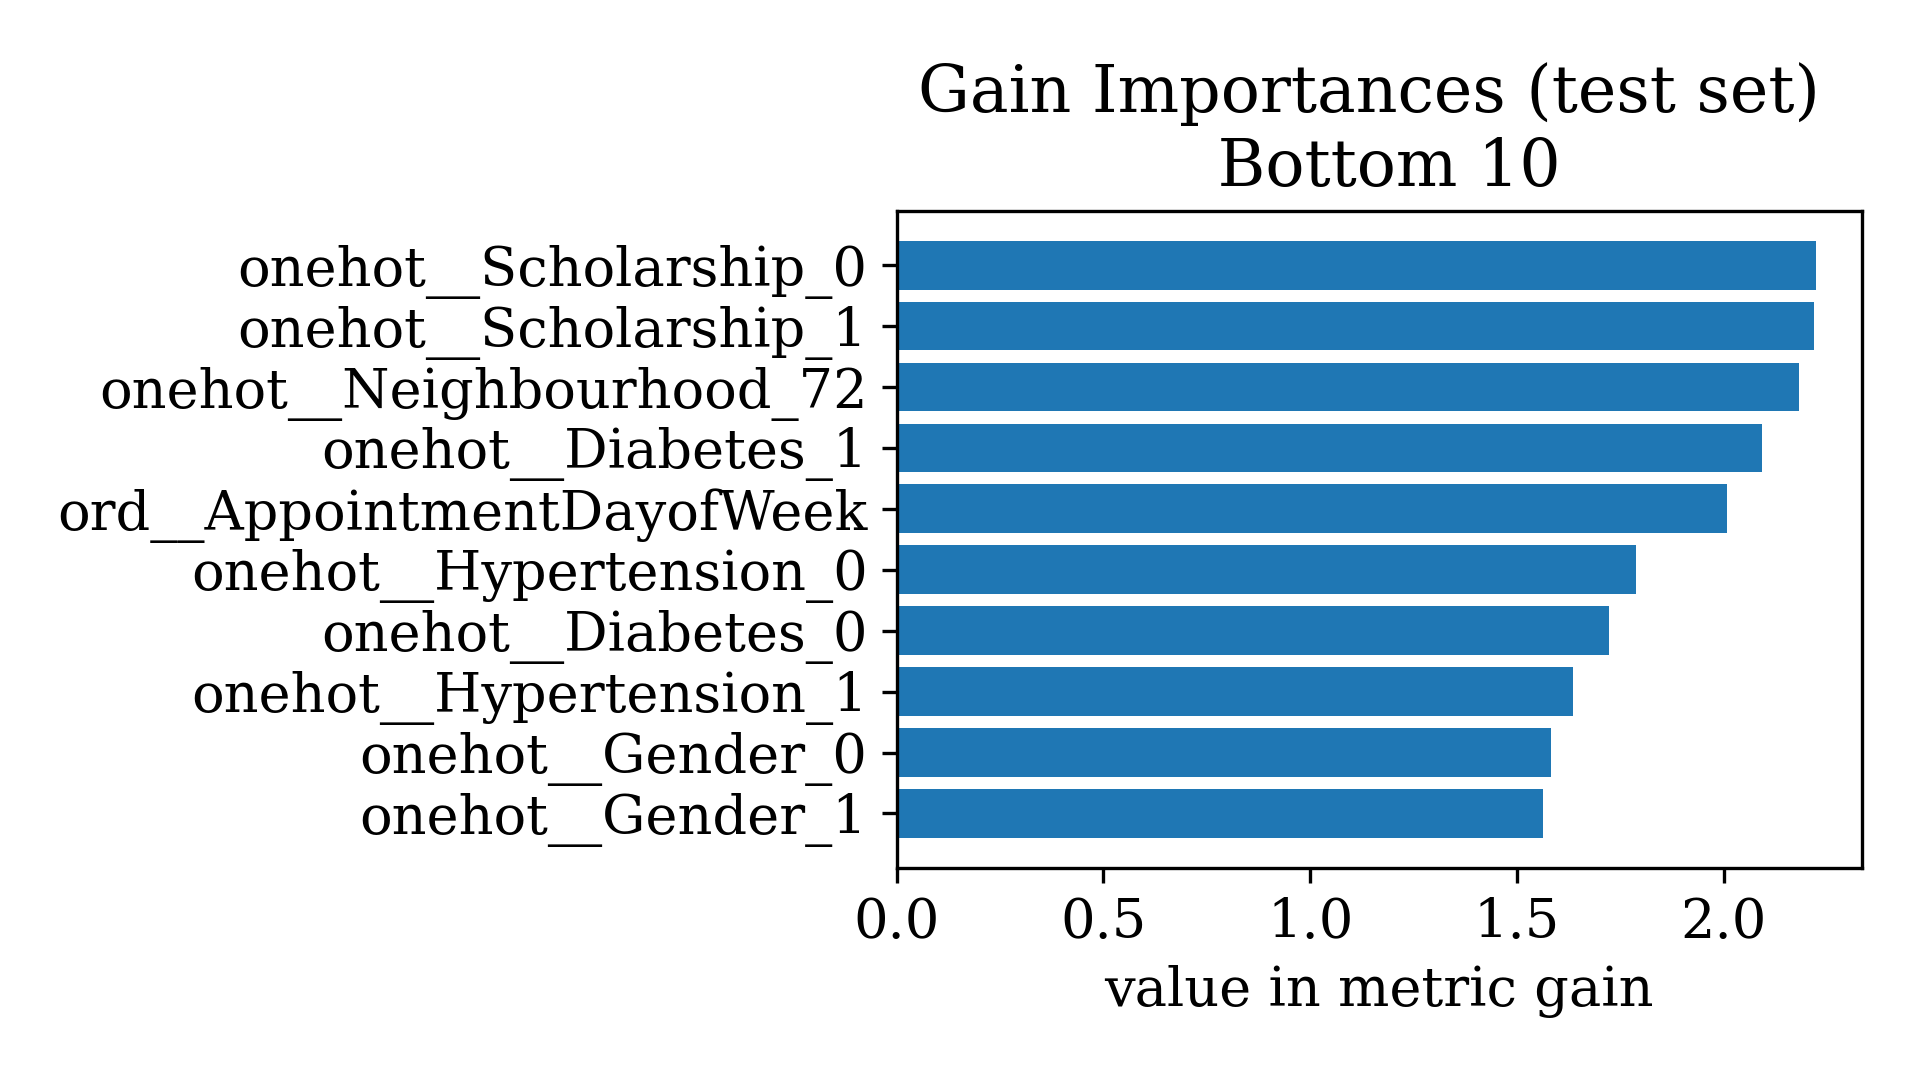 Gain Importances (test set)
Bottom 10
onehot__Scholarship_0
onehot__Scholarship_1
onehot__Neighbourhood_72
onehot__Diabetes_1
ord__AppointmentDayofWeek
onehot__Hypertension_0
onehot__Diabetes_0
onehot__Hypertension_1
onehot__Gender_0
onehot__Gender_1
0.0 0.5 1.0 1.5 2.0
value in metric gain